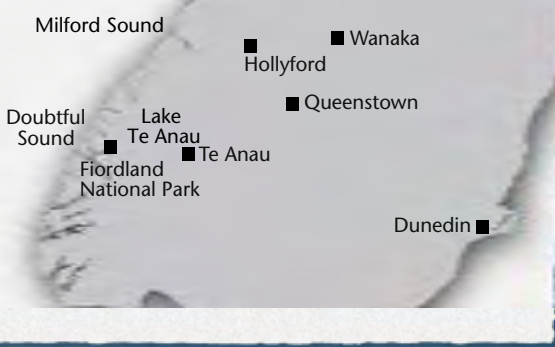 Milford Sound
Wanaka
Hollyford
Queenstown
Doubtful
Sound
Lake
Te Anau
Te Anau
Fiordland
National Park
Dunedin